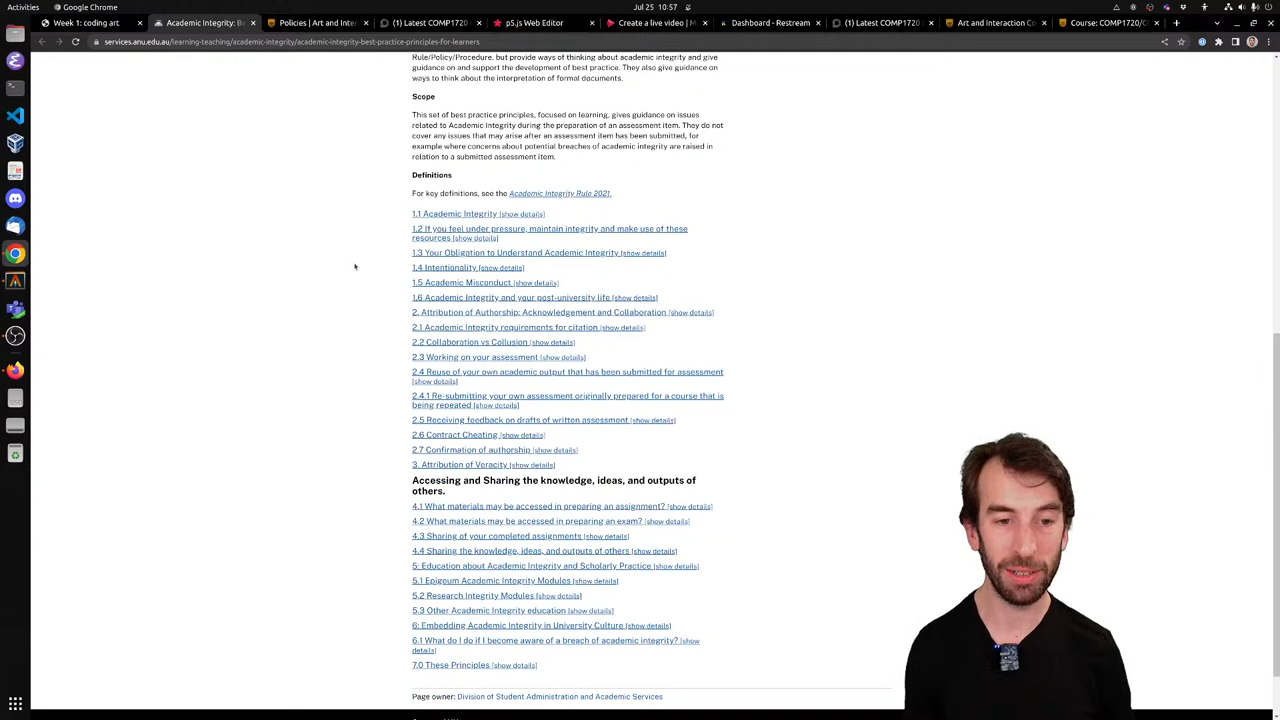 Activities
Google Chrome
Jul 25 10:57
Week 1: coding art
Academic Integrity: B
Policies | Art and Inter
(1) Latest COMP1720
p5.js Web Editor
Create a live video | M
Dashboard - Restream
(1) Latest COMP1720
Art and Interaction Co
Course: COMP1720/C
services.anu.edu.au/learning-teaching/academic-integrity/academic-integrity-best-practice-principles-for-learners
Rule/Policy/Procedure, but provide ways of thinking about academic integrity and give
guidance on and support the development of best practice. They also give guidance on
ways to think about the interpretation of formal documents.
Scope
This set of best practice principles, focused on learning, gives guidance on issues
related to Academic Integrity during the preparation of an assessment item. They do not
cover any issues that may arise after an assessment item has been submitted, for
example where concerns about potential breaches of academic integrity are raised in
relation to a submitted assessment item.
Definitions
For key definitions, see the Academic Integrity Rule 2021.
1.1 Academic Integrity [show details]
1.2 If you feel under pressure, maintain integrity and make use of these
resources [show details]
1.3 Your Obligation to Understand Academic Integrity [show details]
1.4 Intentionality [show details]
1.5 Academic Misconduct [show details]
1.6 Academic Integrity and your post-university life [show details]
2. Attribution of Authorship: Acknowledgement and Collaboration [show details]
2.1 Academic Integrity requirements for citation [show details]
2.2 Collaboration vs Collusion [show details]
2.3 Working on your assessment [show details]
2.4 Reuse of your own academic output that has been submitted for assessment
[show details]
2.4.1 Re-submitting your own assessment originally prepared for a course that is
being repeated [show details]
2.5 Receiving feedback on drafts of written assessment [show details]
2.6 Contract Cheating [show details]
2.7 Confirmation of authorship [show details]
3. Attribution of Veracity [show details]
Accessing and Sharing the knowledge, ideas, and outputs of
others.
4.1 What materials may be accessed in preparing an assignment? [show details]
4.2 What materials may be accessed in preparing an exam? [show details]
4.3 Sharing of your completed assignments [show details]
4.4 Sharing the knowledge, ideas, and outputs of others [show details]
5: Education about Academic Integrity and Scholarly Practice [show details]
5.1 Epigeum Academic Integrity Modules [show details]
5.2 Research Integrity Modules [show details]
5.3 Other Academic Integrity education [show details]
6: Embedding Academic Integrity in University Culture [show details]
6.1 What do I do if I become aware of a breach of academic integrity? [show
details]
7.0 These Principles [show details]
Page owner: Division of Student Administration and Academic Services